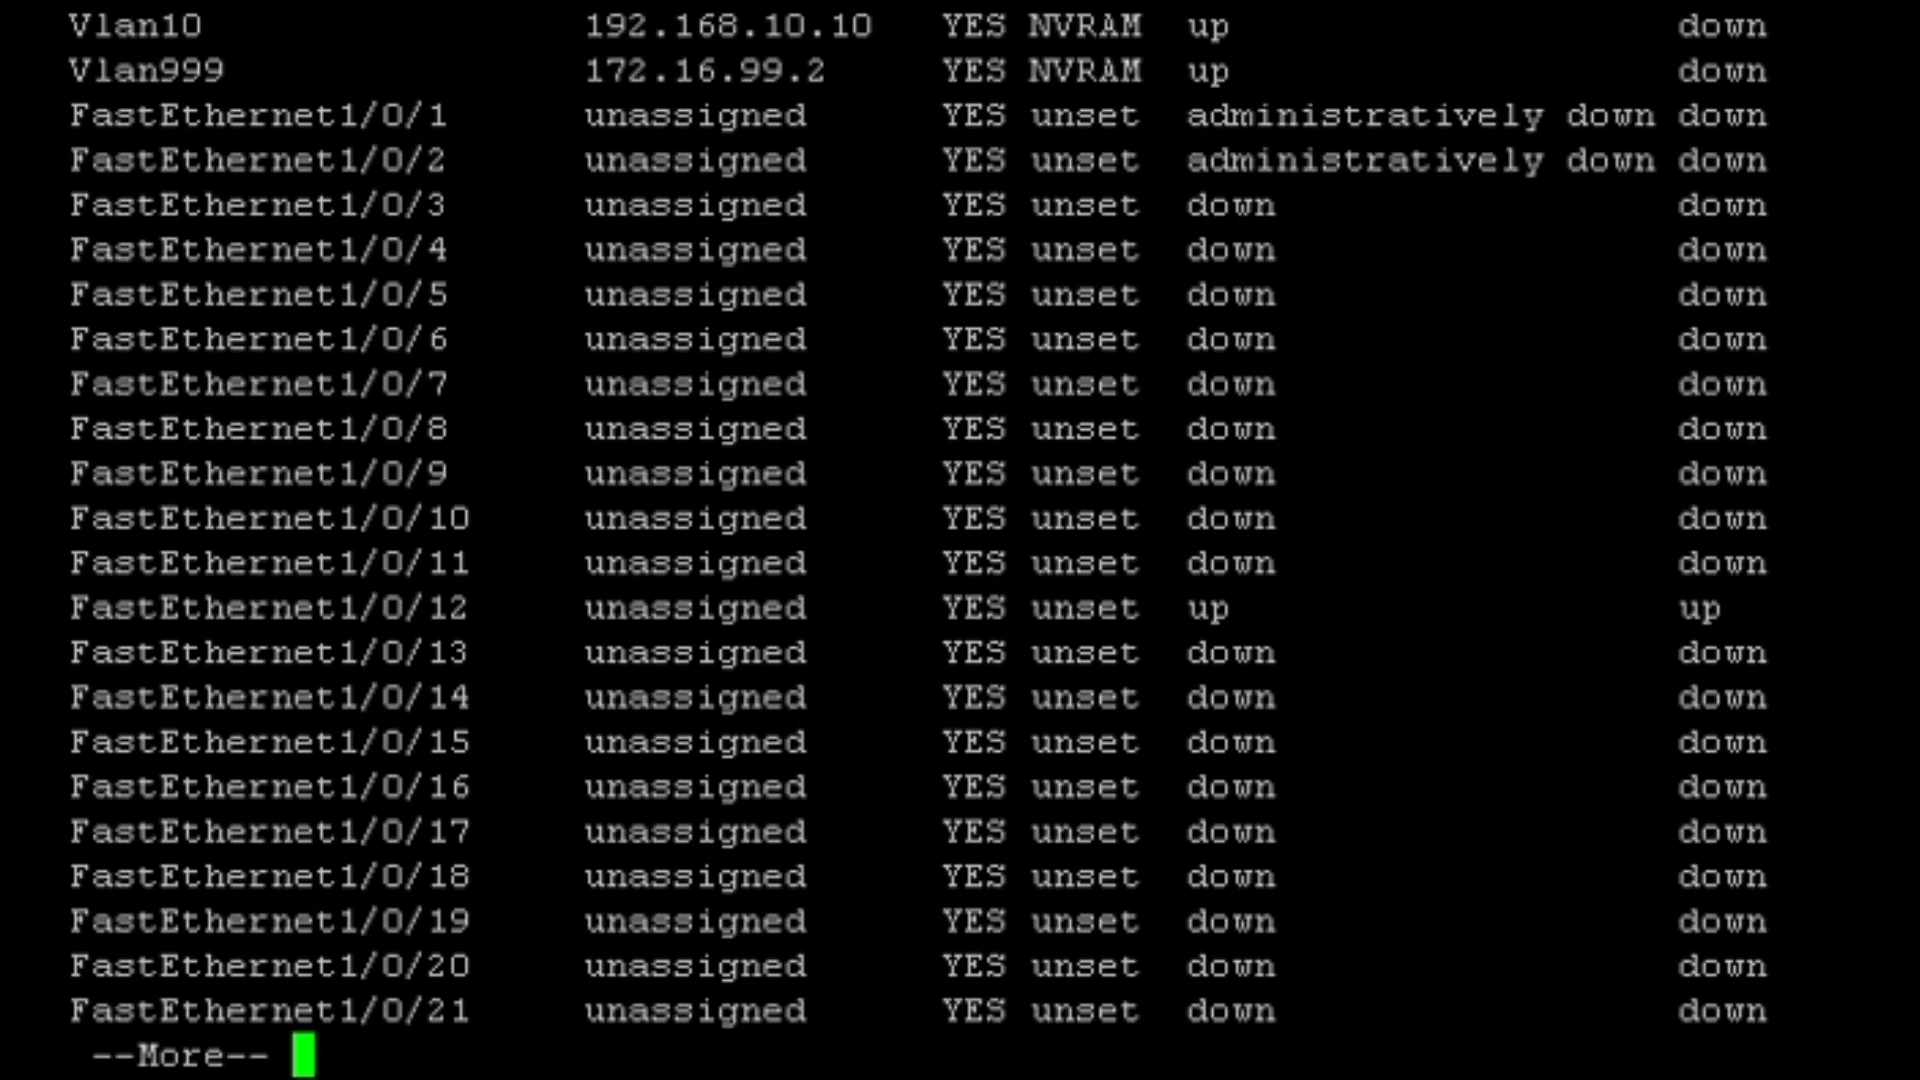 Vlan10 192.168.10.10 YES NVRAM up down
Vlan999 172.16.99.2 YES NVRAM up down
FastEthernet1/0/1 unassigned YES unset administratively down down
FastEthernet1/0/2 unassigned YES unset administratively down down
FastEthernet1/0/3 unassigned YES unset down down
FastEthernet1/0/4 unassigned YES unset down down
FastEthernet1/0/5 unassigned YES unset down down
FastEthernet1/0/6 unassigned YES unset down down
FastEthernet1/0/7 unassigned YES unset down down
FastEthernet1/0/8 unassigned YES unset down down
FastEthernet1/0/9 unassigned YES unset down down
FastEthernet1/0/10 unassigned YES unset down down
FastEthernet1/0/11 unassigned YES unset down down
FastEthernet1/0/12 unassigned YES unset up up
FastEthernet1/0/13 unassigned YES unset down down
FastEthernet1/0/14 unassigned YES unset down down
FastEthernet1/0/15 unassigned YES unset down down
FastEthernet1/0/16 unassigned YES unset down down
FastEthernet1/0/17 unassigned YES unset down down
FastEthernet1/0/18 unassigned YES unset down down
FastEthernet1/0/19 unassigned YES unset down down
FastEthernet1/0/20 unassigned YES unset down down
FastEthernet1/0/21 unassigned YES unset down down
--More--